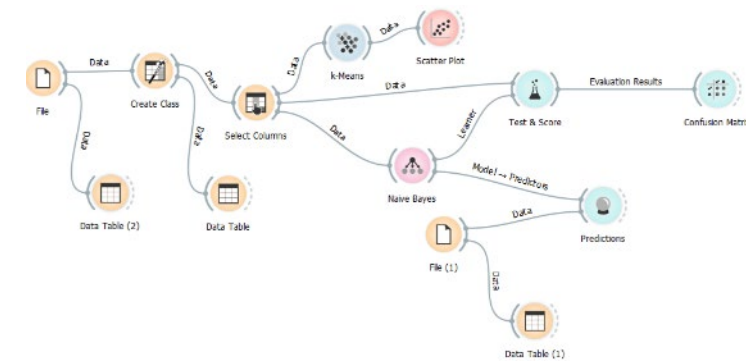 Data
Data
k-Means
Scatter Plot
Data
Data
Data
File
Create Class
Select Columns
Data
Evaluation Results
Test & Score
Confusion Matri
Data
Data
Data
Learner
Naive Bayes
Model → Predictors
Data Table (2)
Data Table
Data
Predictions
File (1)
Data
Data Table (1)